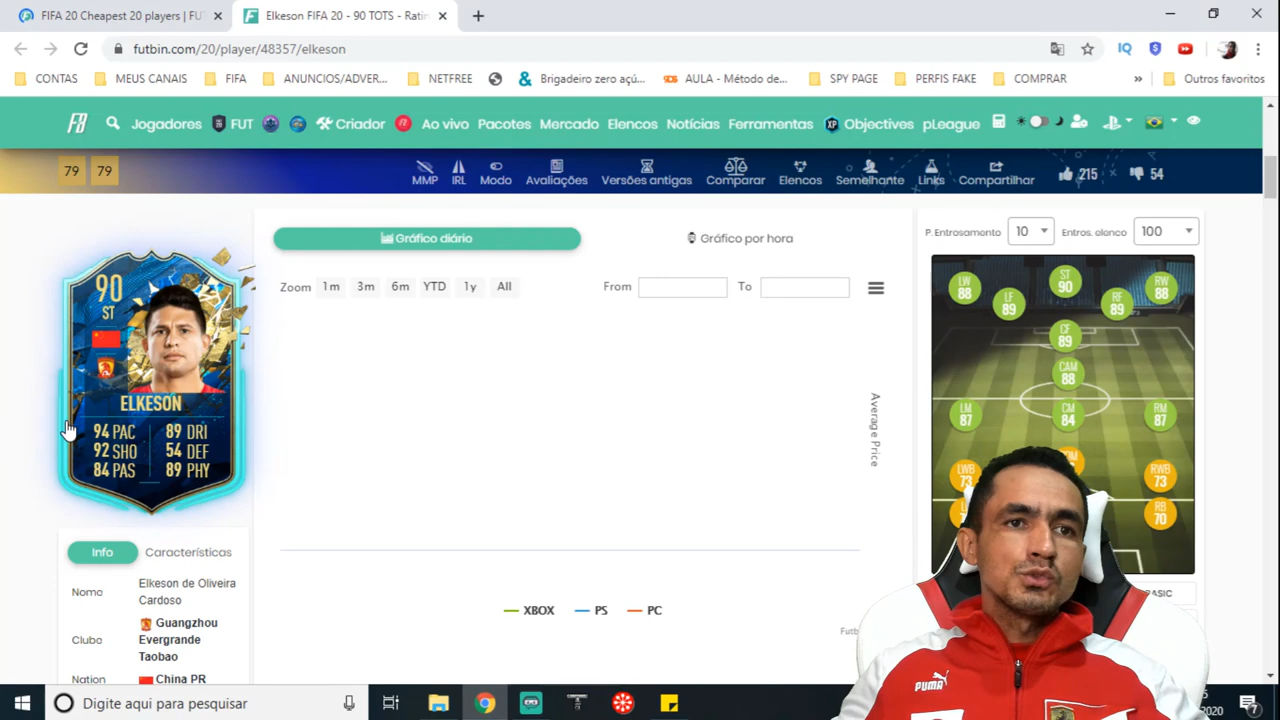 FIFA 20 Cheapest 20 players | FUT
Elkeson FIFA 20 - 90 TOTS - Ratin
futbin.com/20/player/48357/elkeson
CONTAS
MEUS CANAIS
FIFA
ANUNCIOS/ADVER...
NETFREE
Brigadeiro zero açú...
AULA - Método de...
SPY PAGE
PERFIS FAKE
COMPRAR
»
Outros favoritos
Jogadores
FUT
Criador
Ao vivo
Pacotes
Mercado
Elencos
Notícias
Ferramentas
XP Objectives
pLeague
79 79
MMP
IRL
Modo
Avaliações
Versões antigas
Comparar
Elencos
Semelhante
Links
Compartilhar
215
54
Gráfico diário
Gráfico por hora
P. Entrosamento 10
Entros. elenco 100
Zoom 1m 3m 6m YTD 1y All
From
To
90
ST
ELKESON
94 PAC 89 DRI
92 SHO 54 DEF
84 PAS 89 PHY
Average Price
XBOX PS PC
LW
88
ST
90
RW
88
LF
89
RF
89
CF
89
CAM
88
LM
87
CM
84
RM
87
LWB
73
RWB
73
RB
70
BASIC
Info
Características
Nome
Elkeson de Oliveira
Cardoso
Clube
Guangzhou
Evergrande
Taobao
Nation
China PR
Digite aqui para pesquisar
2020
7
PUMA